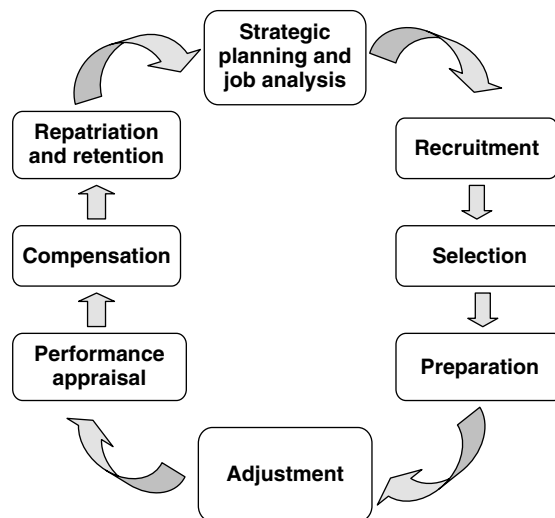 Strategic
planning and
job analysis
Recruitment
Selection
Preparation
Adjustment
Performance
appraisal
Compensation
Repatriation
and retention